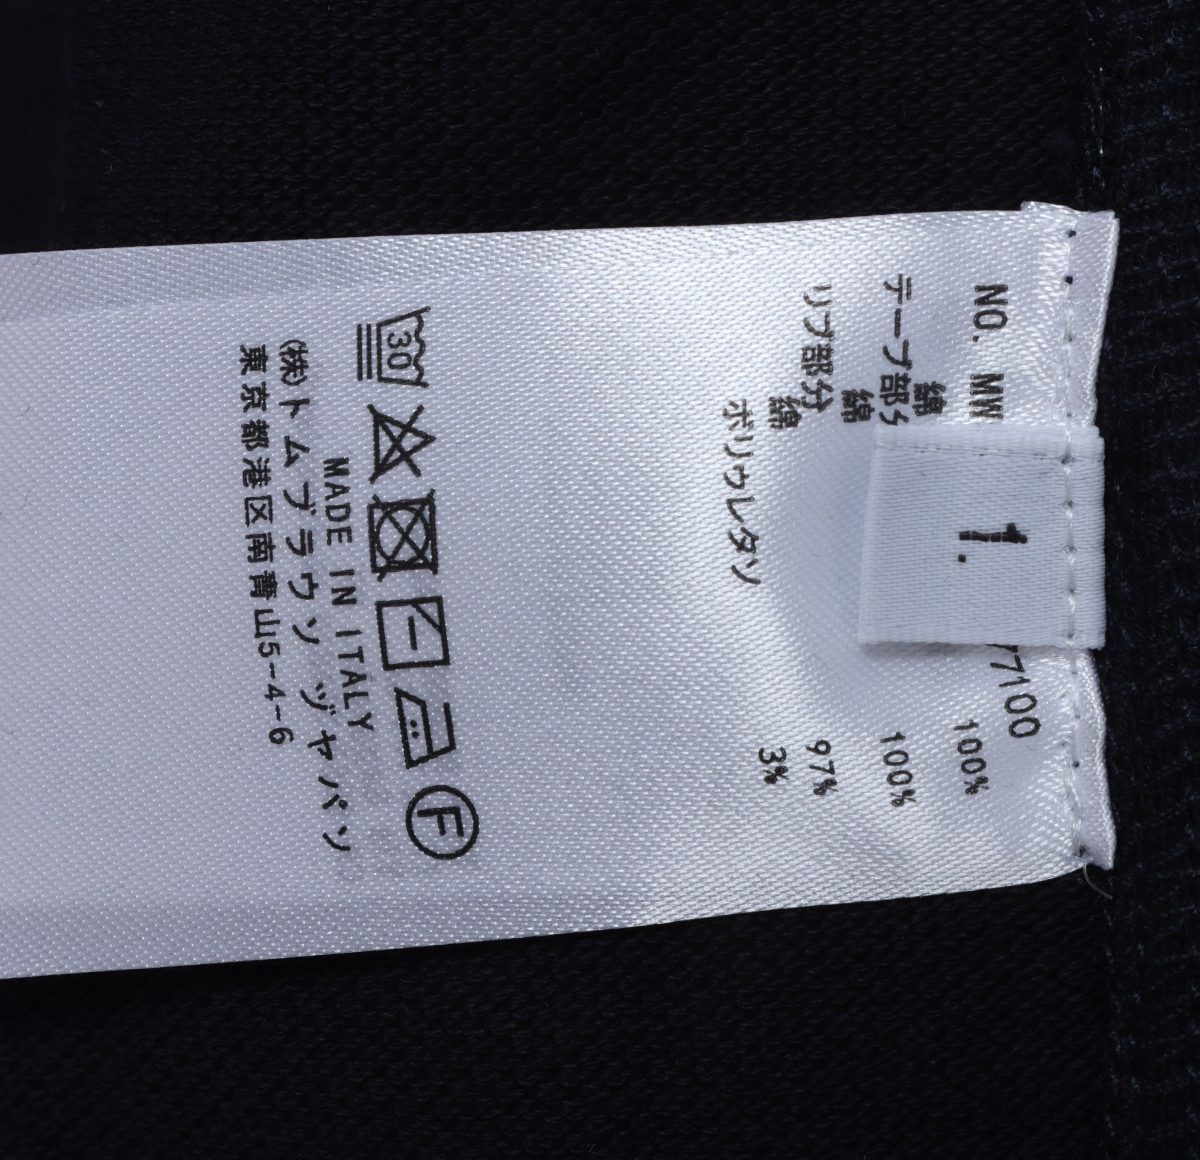 NO. MW
77100
綿 100%
テープ部分
綿 100%
リブ部分
綿 97%
ポリウレタン 3%
30
F
MADE IN ITALY
(株)トムブラウン ジャパン
東京都港区南青山5-4-6
1.